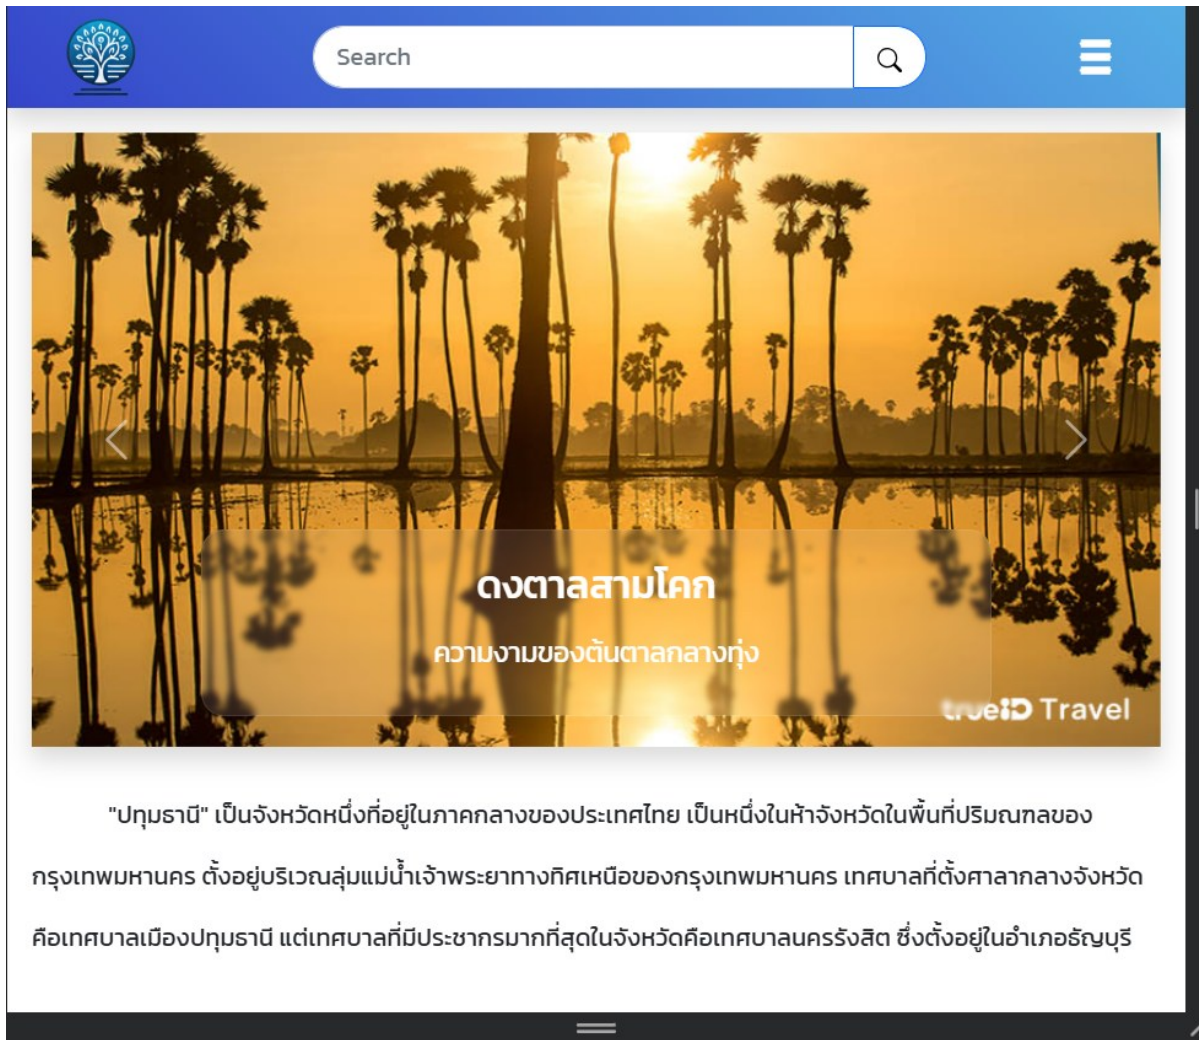 Search
ดงตาลสามโคก
ความงามของต้นตาลกลางทุ่ง
trueID Travel
"ปทุมธานี" เป็นจังหวัดหนึ่งที่อยู่ในภาคกลางของประเทศไทย เป็นหนึ่งในห้าจังหวัดในพื้นที่ปริมณฑลของ
กรุงเทพมหานคร ตั้งอยู่บริเวณลุ่มแม่น้ำเจ้าพระยาทางทิศเหนือของกรุงเทพมหานคร เทศบาลที่ตั้งศาลากลางจังหวัด
คือเทศบาลเมืองปทุมธานี แต่เทศบาลที่มีประชากรมากที่สุดในจังหวัดคือเทศบาลนครรังสิต ซึ่งตั้งอยู่ในอำเภอธัญบุรี